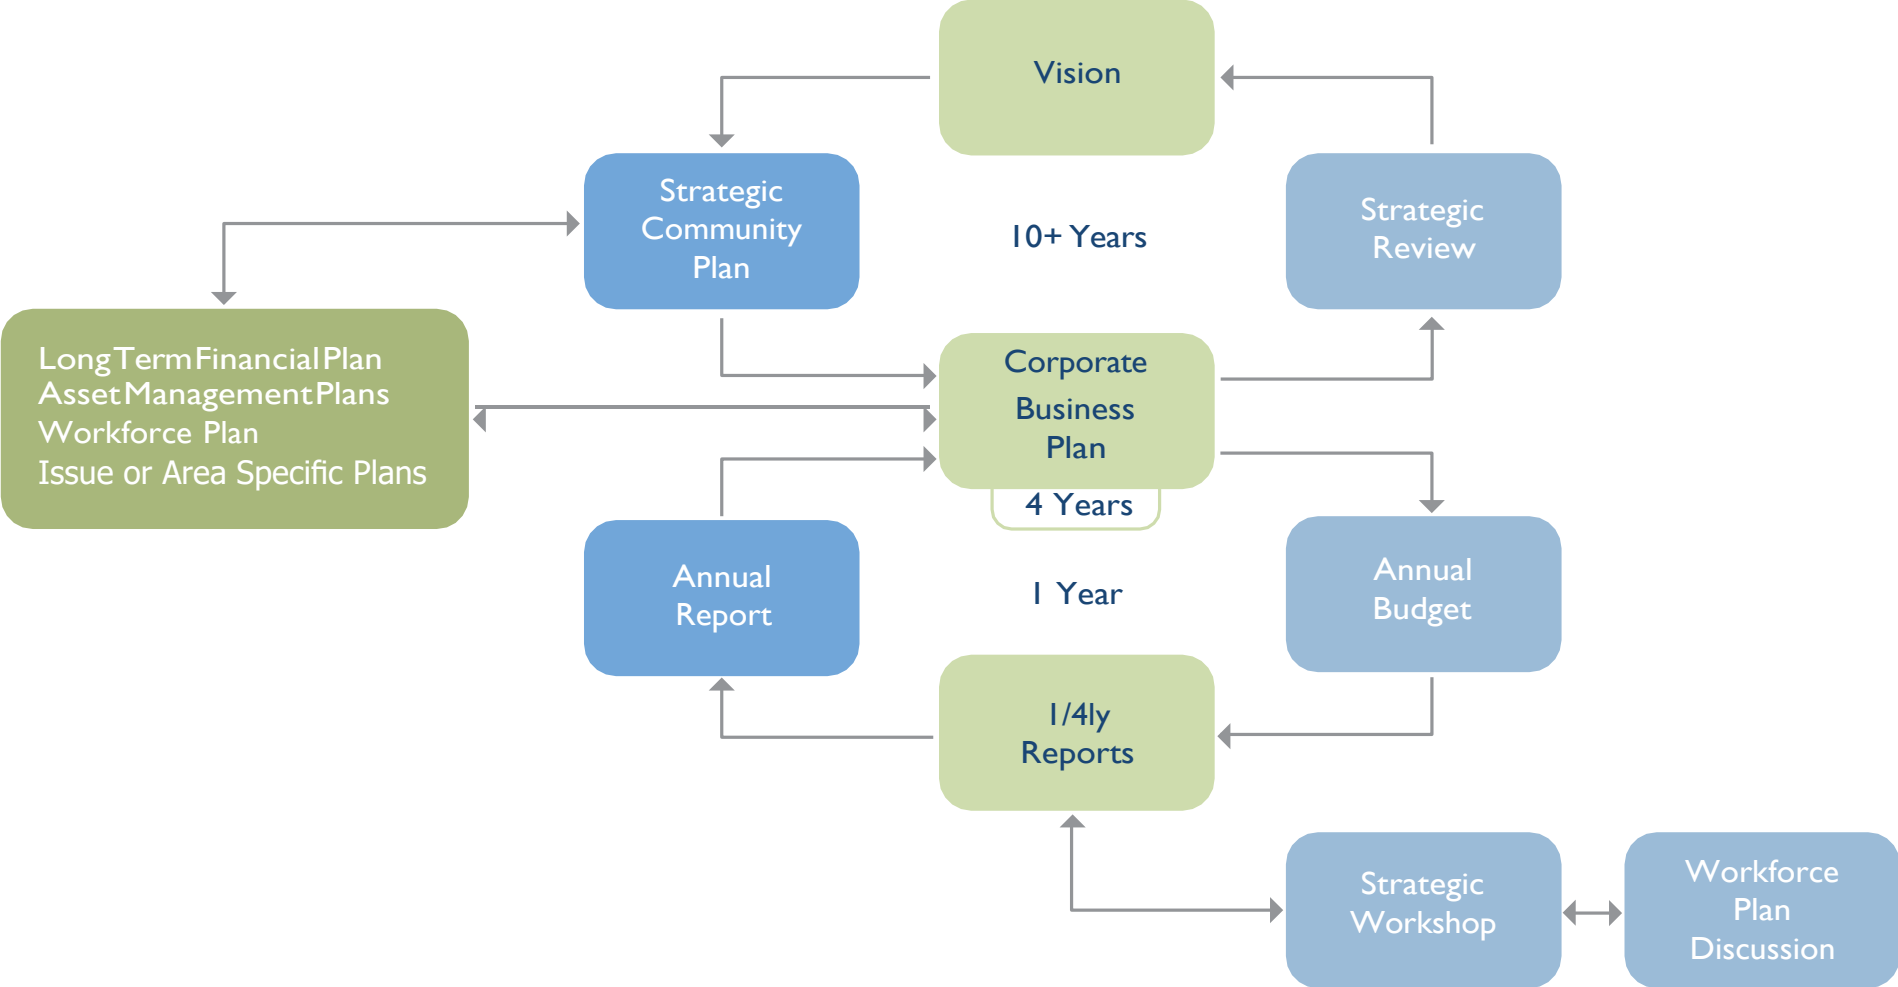 Vision
Strategic
Community
Plan
10+ Years
Strategic
Review
Long Term Financial Plan
Asset Management Plans
Workforce Plan
Issue or Area Specific Plans
Corporate
Business
Plan
4 Years
Annual
Report
1 Year
Annual
Budget
1/4ly
Reports
Strategic
Workshop
Workforce
Plan
Discussion